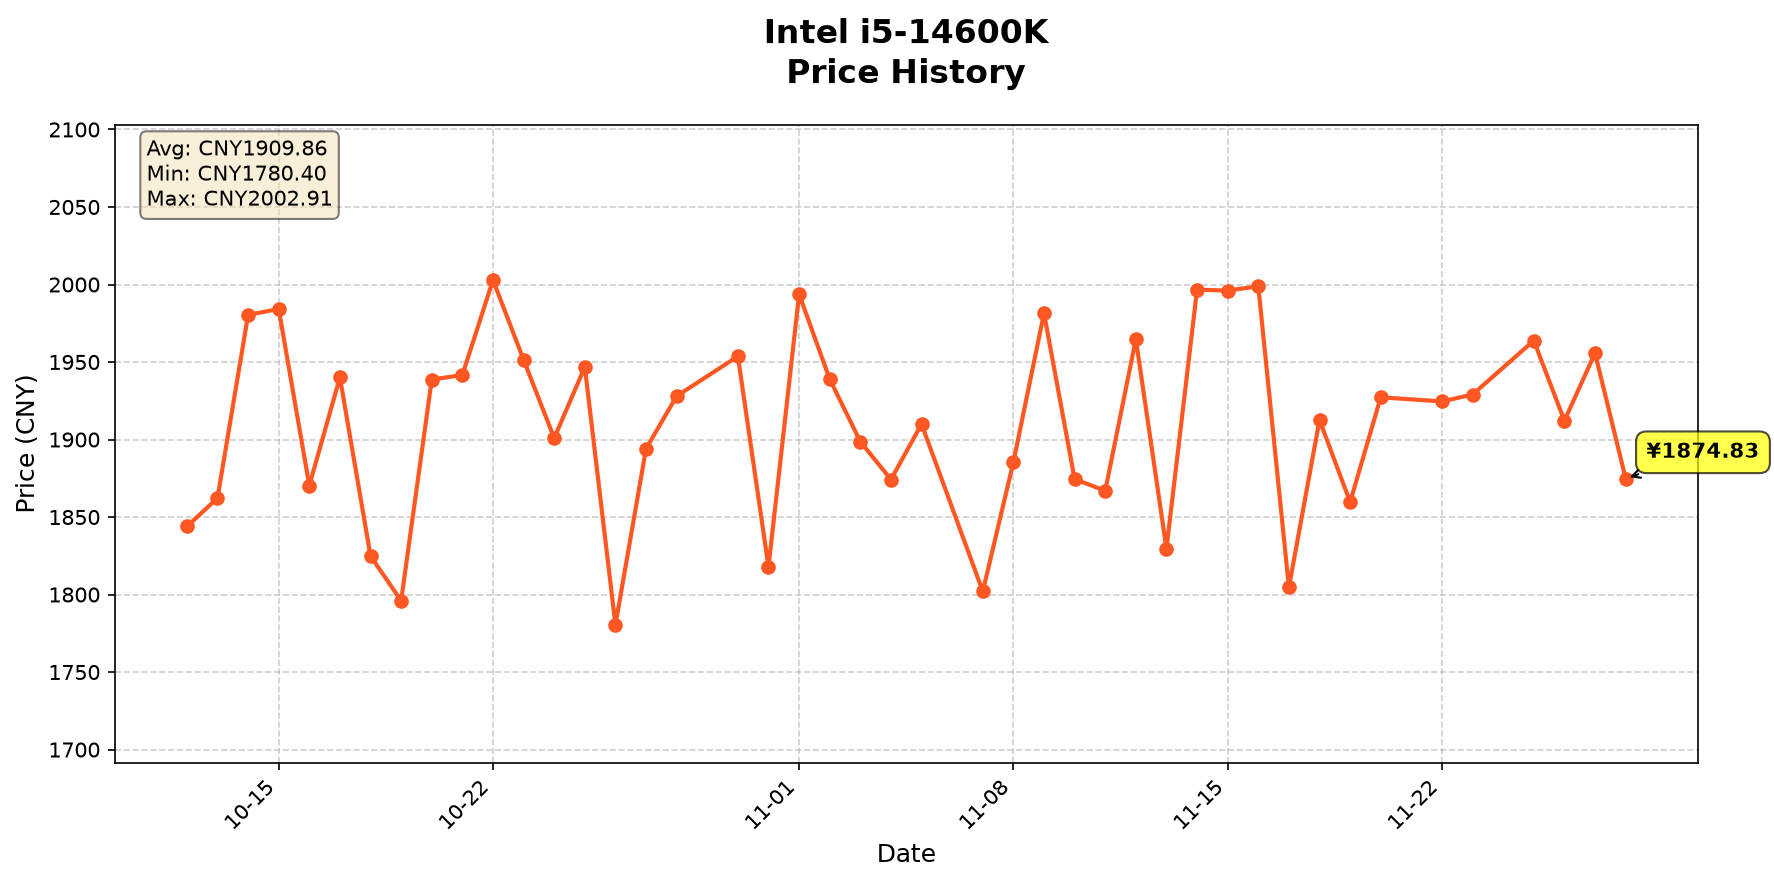 Intel i5-14600K
Price History
Avg: CNY1909.86
Min: CNY1780.40
Max: CNY2002.91
2100
2050
2000
1950
1900
1850
1800
1750
1700
Price (CNY)
¥1874.83
10-15
10-22
11-01
11-08
11-15
11-22
Date